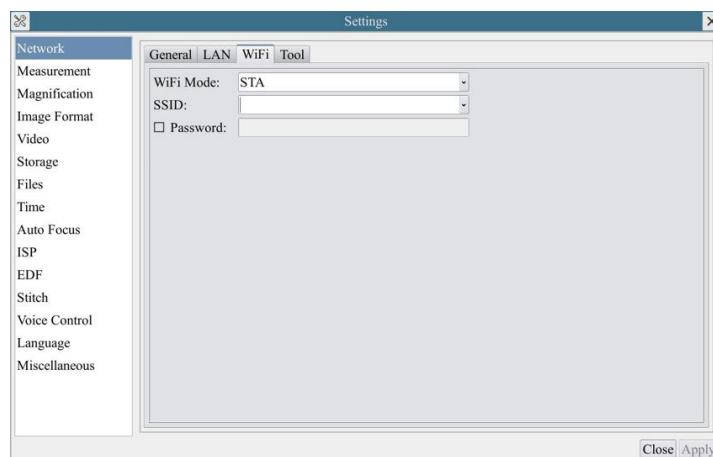 Settings
Network
Measurement
Magnification
Image Format
Video
Storage
Files
Time
Auto Focus
ISP
EDF
Stitch
Voice Control
Language
Miscellaneous
General LAN WiFi Tool
WiFi Mode: STA
SSID:
Password:
Close Apply